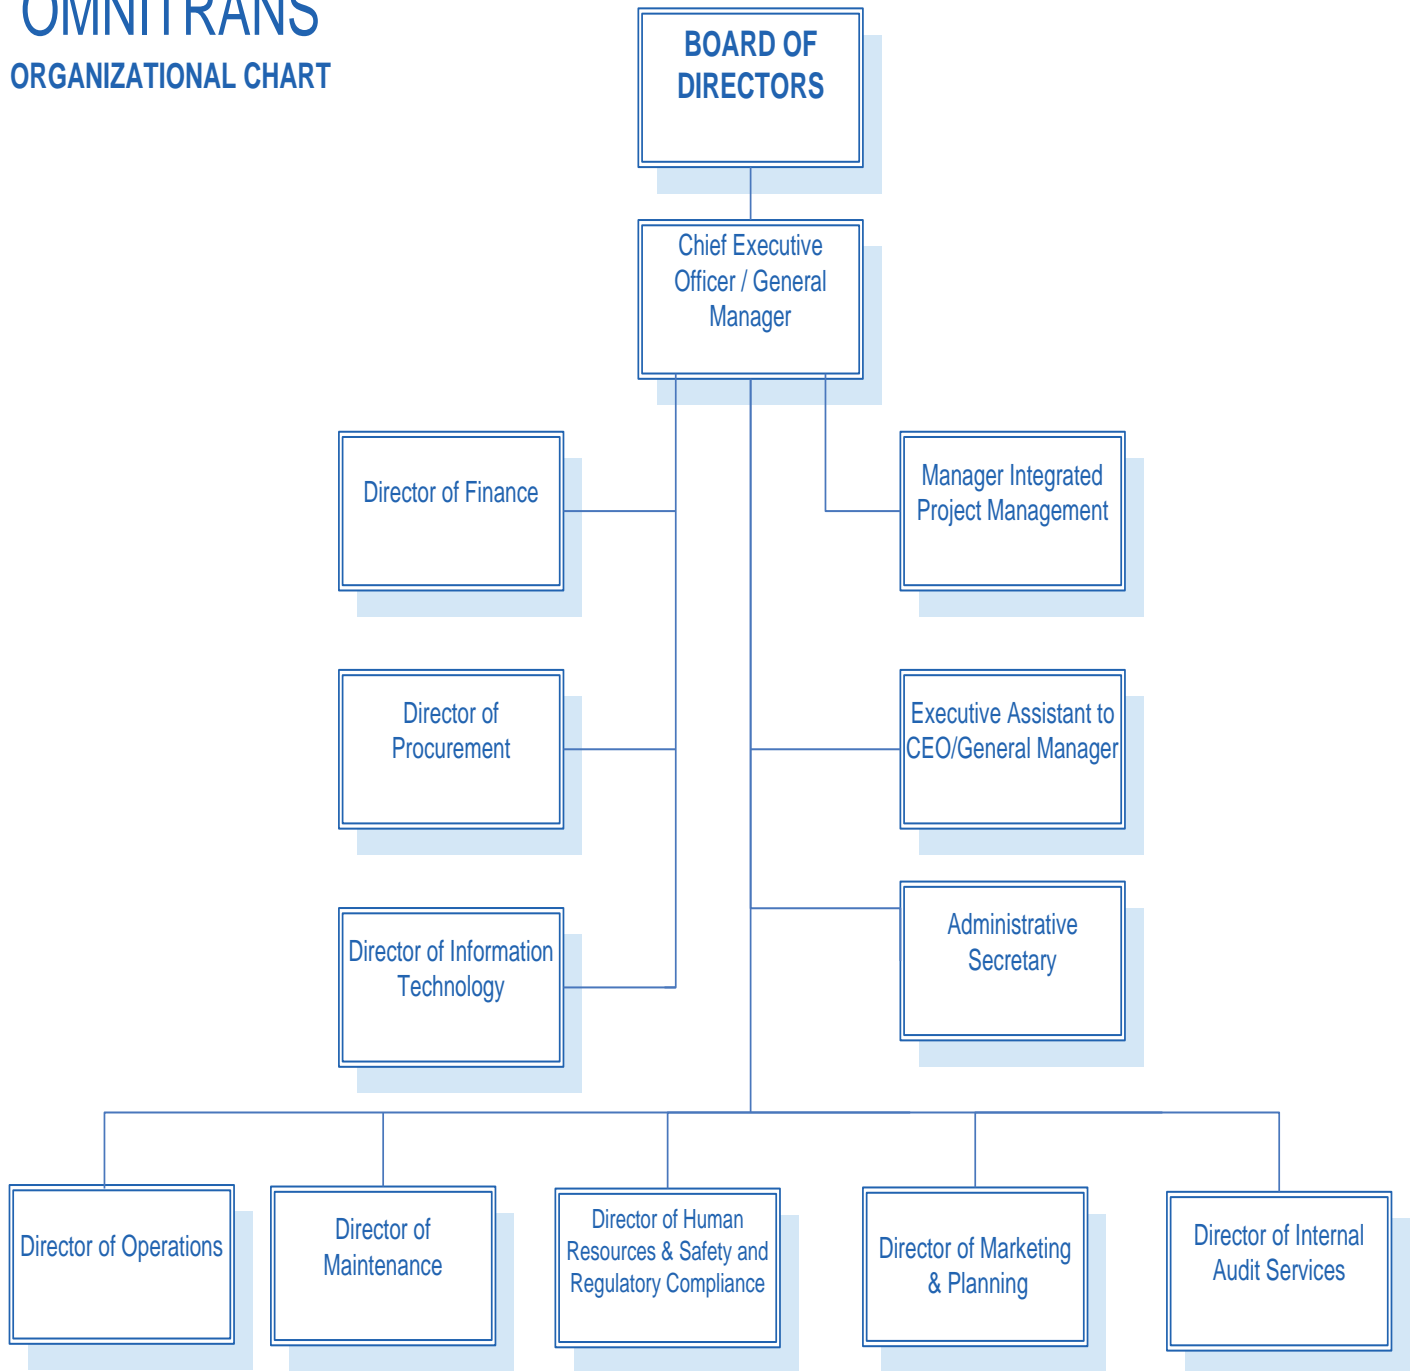 OMNITRANS
ORGANIZATIONAL CHART
BOARD OF
DIRECTORS
Chief Executive
Officer / General
Manager
Director of Finance
Manager Integrated
Project Management
Director of
Procurement
Executive Assistant to
CEO/General Manager
Director of Information
Technology
Administrative
Secretary
Director of Operations
Director of
Maintenance
Director of Human
Resources & Safety and
Regulatory Compliance
Director of Marketing
& Planning
Director of Internal
Audit Services